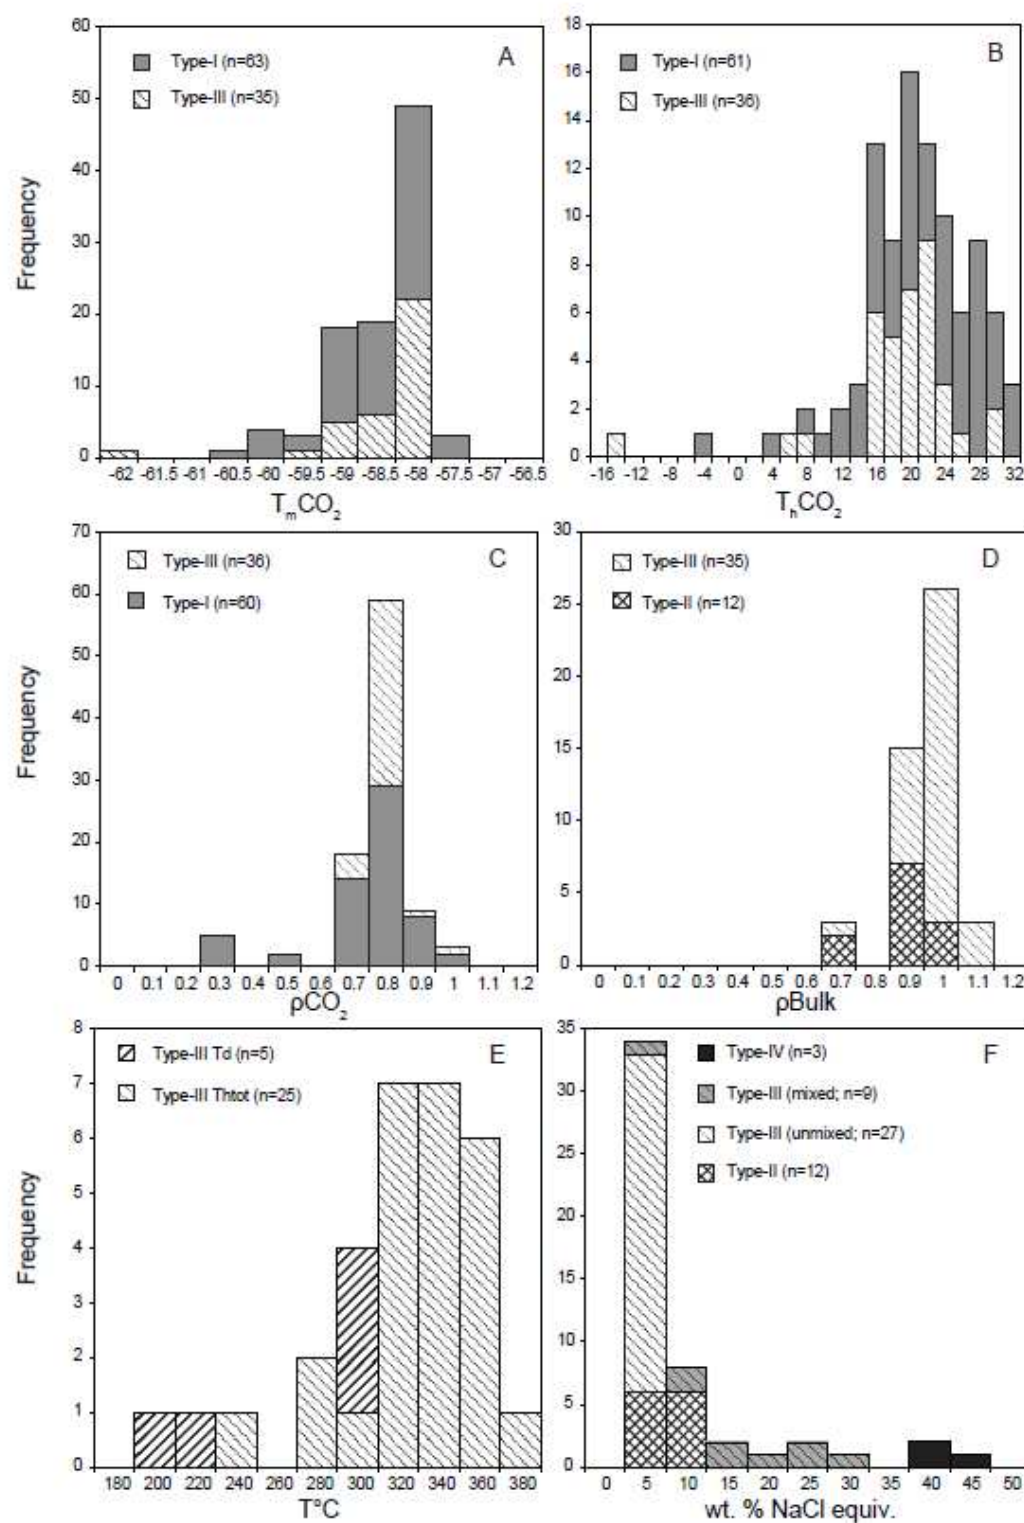 60
50
40
30
20
10
0
Frequency
Type-I (n=63)
Type-III (n=35)
A
-62 -61.5 -61 -60.5 -60 -59.5 -59 -58.5 -58 -57.5 -57 -56.5
TmCO2
18
16
14
12
10
8
6
4
2
0
Type-I (n=61)
Type-III (n=36)
B
-16 -12 -8 -4 0 4 8 12 16 20 24 28 32
ThCO2
70
60
50
40
30
20
10
0
Frequency
Type-III (n=36)
Type-I (n=60)
C
0 0.1 0.2 0.3 0.4 0.5 0.6 0.7 0.8 0.9 1 1.1 1.2
ρCO2
30
25
20
15
10
5
0
Type-III (n=35)
Type-II (n=12)
D
0 0.1 0.2 0.3 0.4 0.5 0.6 0.7 0.8 0.9 1 1.1 1.2
ρBulk
8
7
6
5
4
3
2
1
0
Frequency
Type-III Td (n=5)
Type-III Thtot (n=25)
E
180 200 220 240 260 280 300 320 340 360 380
T°C
35
30
25
20
15
10
5
0
Type-IV (n=3)
Type-III (mixed; n=9)
Type-III (unmixed; n=27)
Type-II (n=12)
F
0 5 10 15 20 25 30 35 40 45 50
wt. % NaCl equiv.